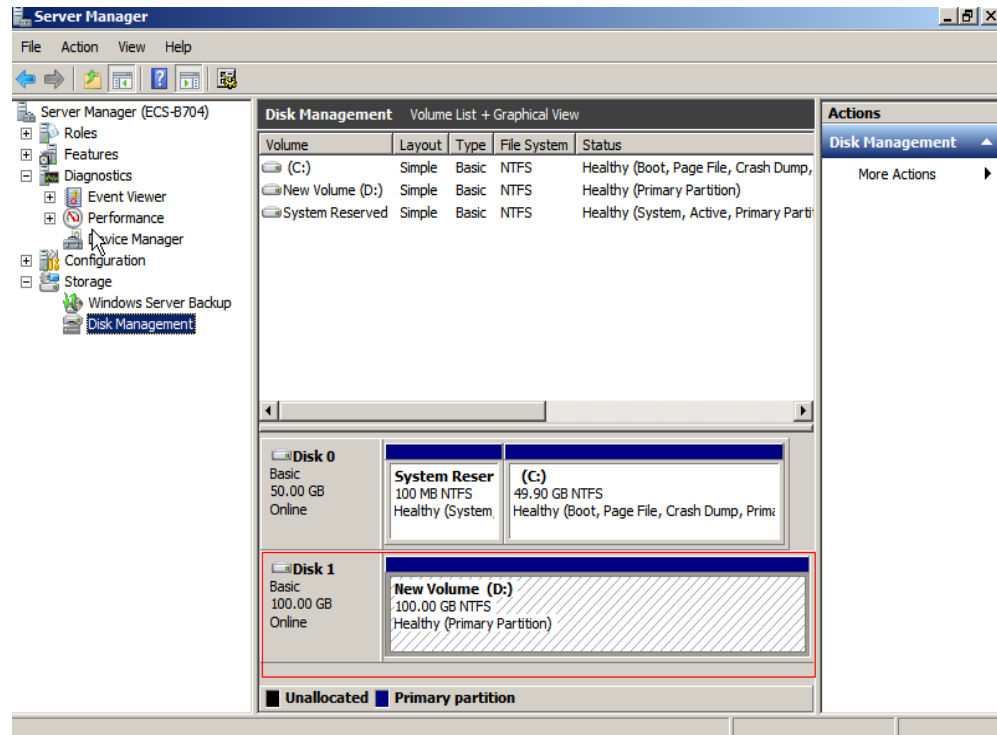 Server Manager
File Action View Help
Server Manager (ECS-B704)
Roles
Features
Diagnostics
Event Viewer
Performance
Device Manager
Configuration
Storage
Windows Server Backup
Disk Management
Disk Management Volume List + Graphical View
Volume Layout Type File System Status
(C:) Simple Basic NTFS Healthy (Boot, Page File, Crash Dump,
New Volume (D:) Simple Basic NTFS Healthy (Primary Partition)
System Reserved Simple Basic NTFS Healthy (System, Active, Primary Parti
Disk 0
Basic
50.00 GB
Online
System Reser
100 MB NTFS
Healthy (System,
(C:)
49.90 GB NTFS
Healthy (Boot, Page File, Crash Dump, Prima
Disk 1
Basic
100.00 GB
Online
New Volume (D:)
100.00 GB NTFS
Healthy (Primary Partition)
Unallocated Primary partition
Actions
Disk Management
More Actions